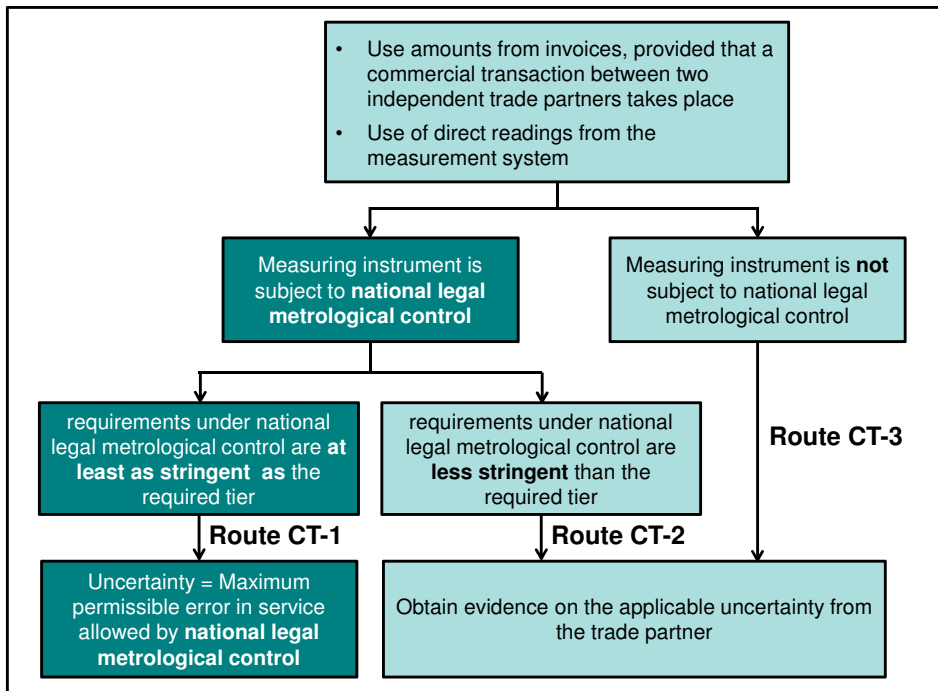 • Use amounts from invoices, provided that a
commercial transaction between two
independent trade partners takes place
• Use of direct readings from the
measurement system
Measuring instrument is
subject to national legal
metrological control
Measuring instrument is not
subject to national legal
metrological control
requirements under national
legal metrological control are at
least as stringent as the
required tier
requirements under national
legal metrological control are
less stringent than the
required tier
Route CT-3
Route CT-1
Route CT-2
Uncertainty = Maximum
permissible error in service
allowed by national legal
metrological control
Obtain evidence on the applicable uncertainty from
the trade partner